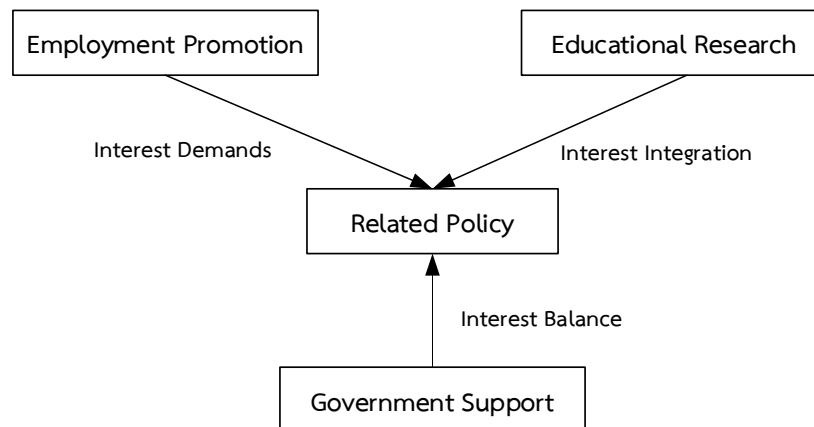 Employment Promotion
Educational Research
Interest Demands
Interest Integration
Related Policy
Interest Balance
Government Support